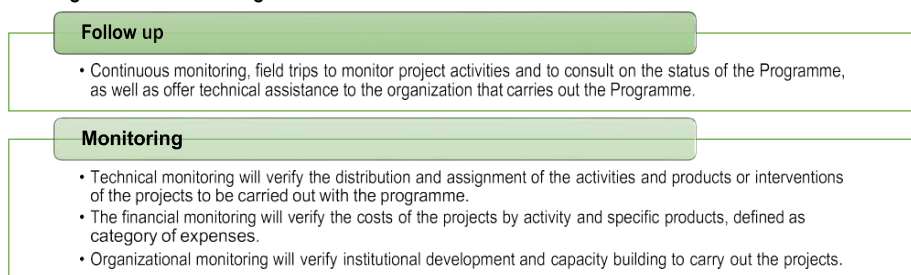 Follow up
• Continuous monitoring, field trips to monitor project activities and to consult on the status of the Programme,
as well as offer technical assistance to the organization that carries out the Programme.
Monitoring
• Technical monitoring will verify the distribution and assignment of the activities and products or interventions
of the projects to be carried out with the programme.
• The financial monitoring will verify the costs of the projects by activity and specific products, defined as
category of expenses.
• Organizational monitoring will verify institutional development and capacity building to carry out the projects.